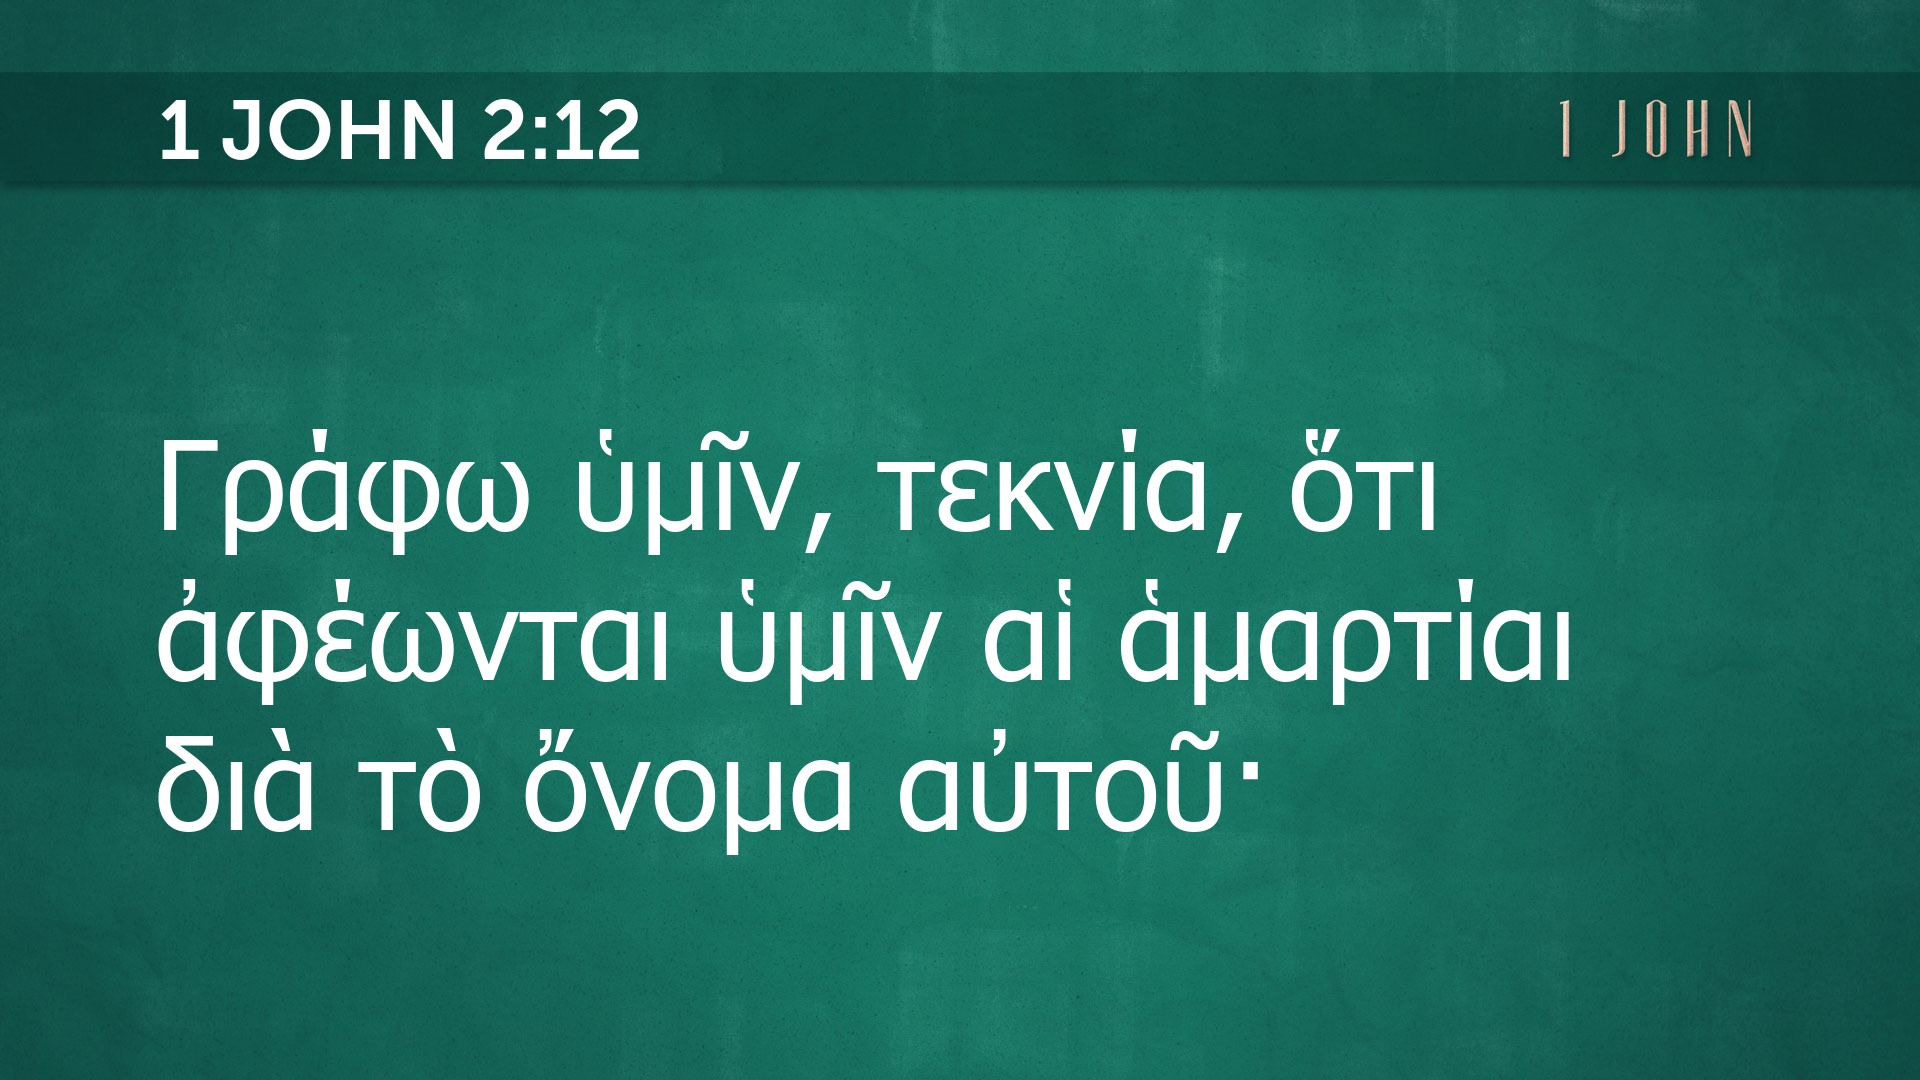 1 JOHN 2:12
1 JOHN
Γράφω ὑμῖν, τεκνία, ὅτι
ἀφέωνται ὑμῖν αἱ ἁμαρτίαι
διὰ τὸ ὄνομα αὐτοῦ·